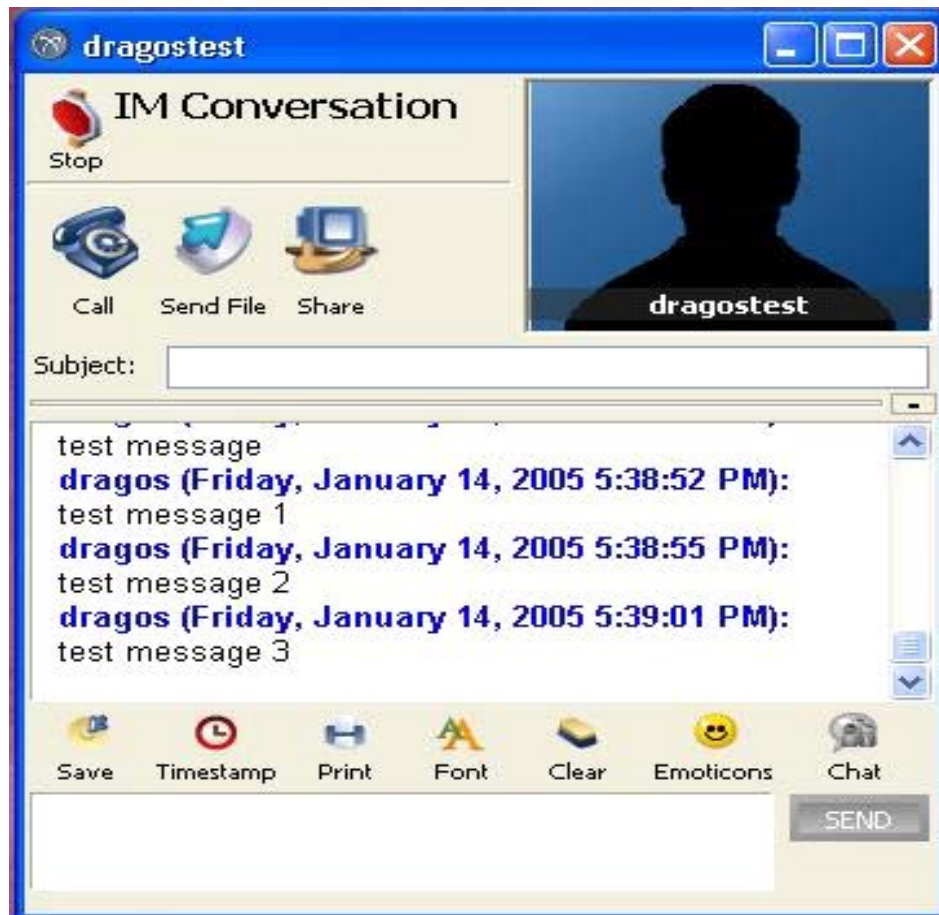 dragostest
IM Conversation
Stop
Call Send File Share
dragostest
Subject:
test message
dragos (Friday, January 14, 2005 5:38:52 PM):
test message 1
dragos (Friday, January 14, 2005 5:38:55 PM):
test message 2
dragos (Friday, January 14, 2005 5:39:01 PM):
test message 3
Save Timestamp Print Font Clear Emoticons Chat
SEND